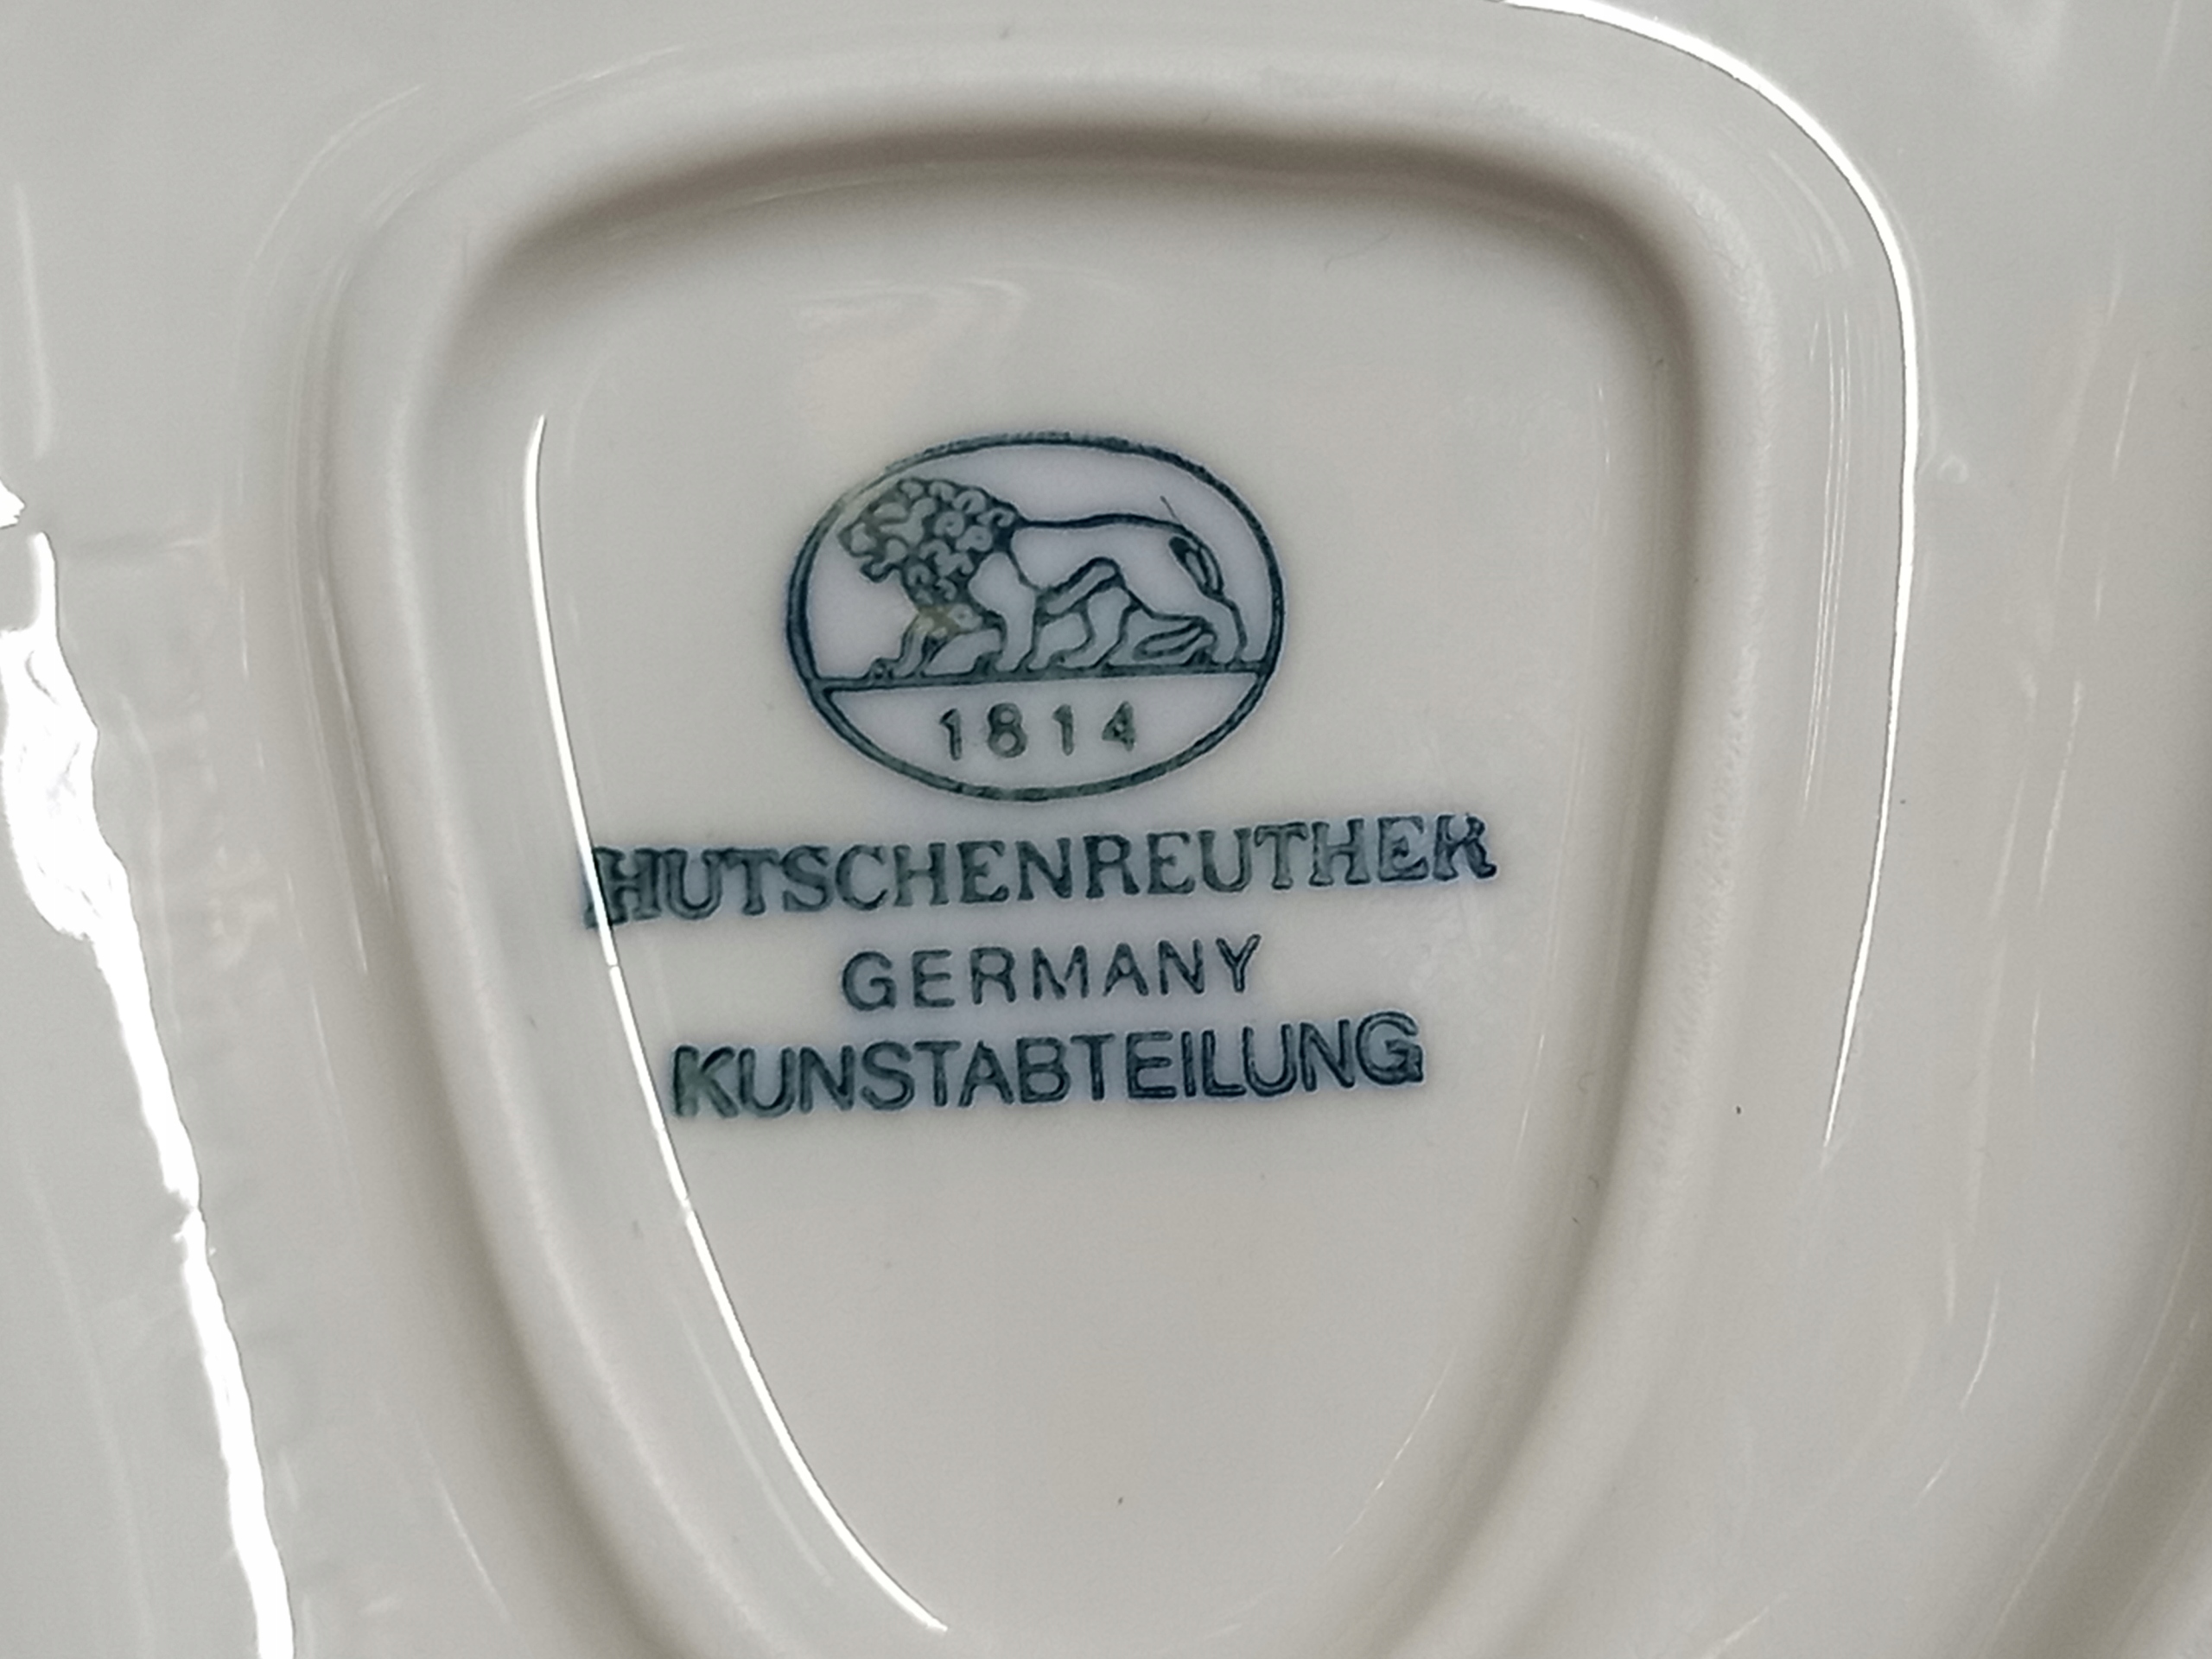 1814
HUTSCHENREUTHER
GERMANY
KUNSTABTEILUNG